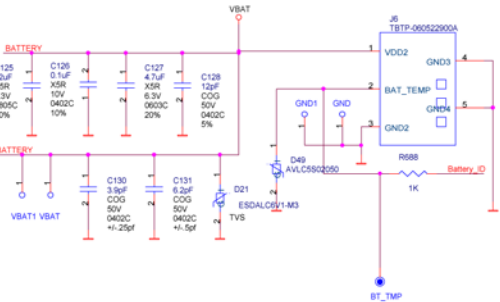 VBAT
J6
TBTP-060522900A
BATTERY
C125
2uF
X5R
3V
805C
0%
C126
0.1uF
X5R
10V
0402C
10%
C127
4.7uF
X5R
6.3V
0603C
20%
C128
12pF
COG
50V
0402C
5%
1
VDD2
GND3
4
2
BAT_TEMP
GND4
5
3
GND2
GND1
GND
BATTERY
C130
3.9pF
COG
50V
0402C
+/-.25pf
C131
6.2pF
COG
50V
0402C
+/-.5pf
D21
ESDALC6V1-M3
TVS
D49
AVLC5S02050
R688
1K
Battery_ID
VBAT1
VBAT
BT_TMP